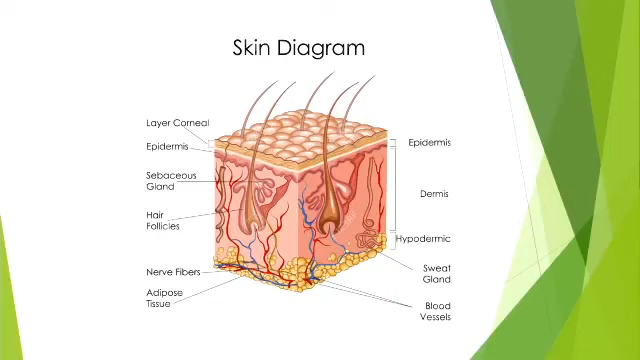 Skin Diagram
Layer Corneal
Epidermis
Sebaceous
Gland
Hair
Follicles
Nerve Fibers
Adipose
Tissue
Epidermis
Dermis
Hypodermic
Sweat
Gland
Blood
Vessels